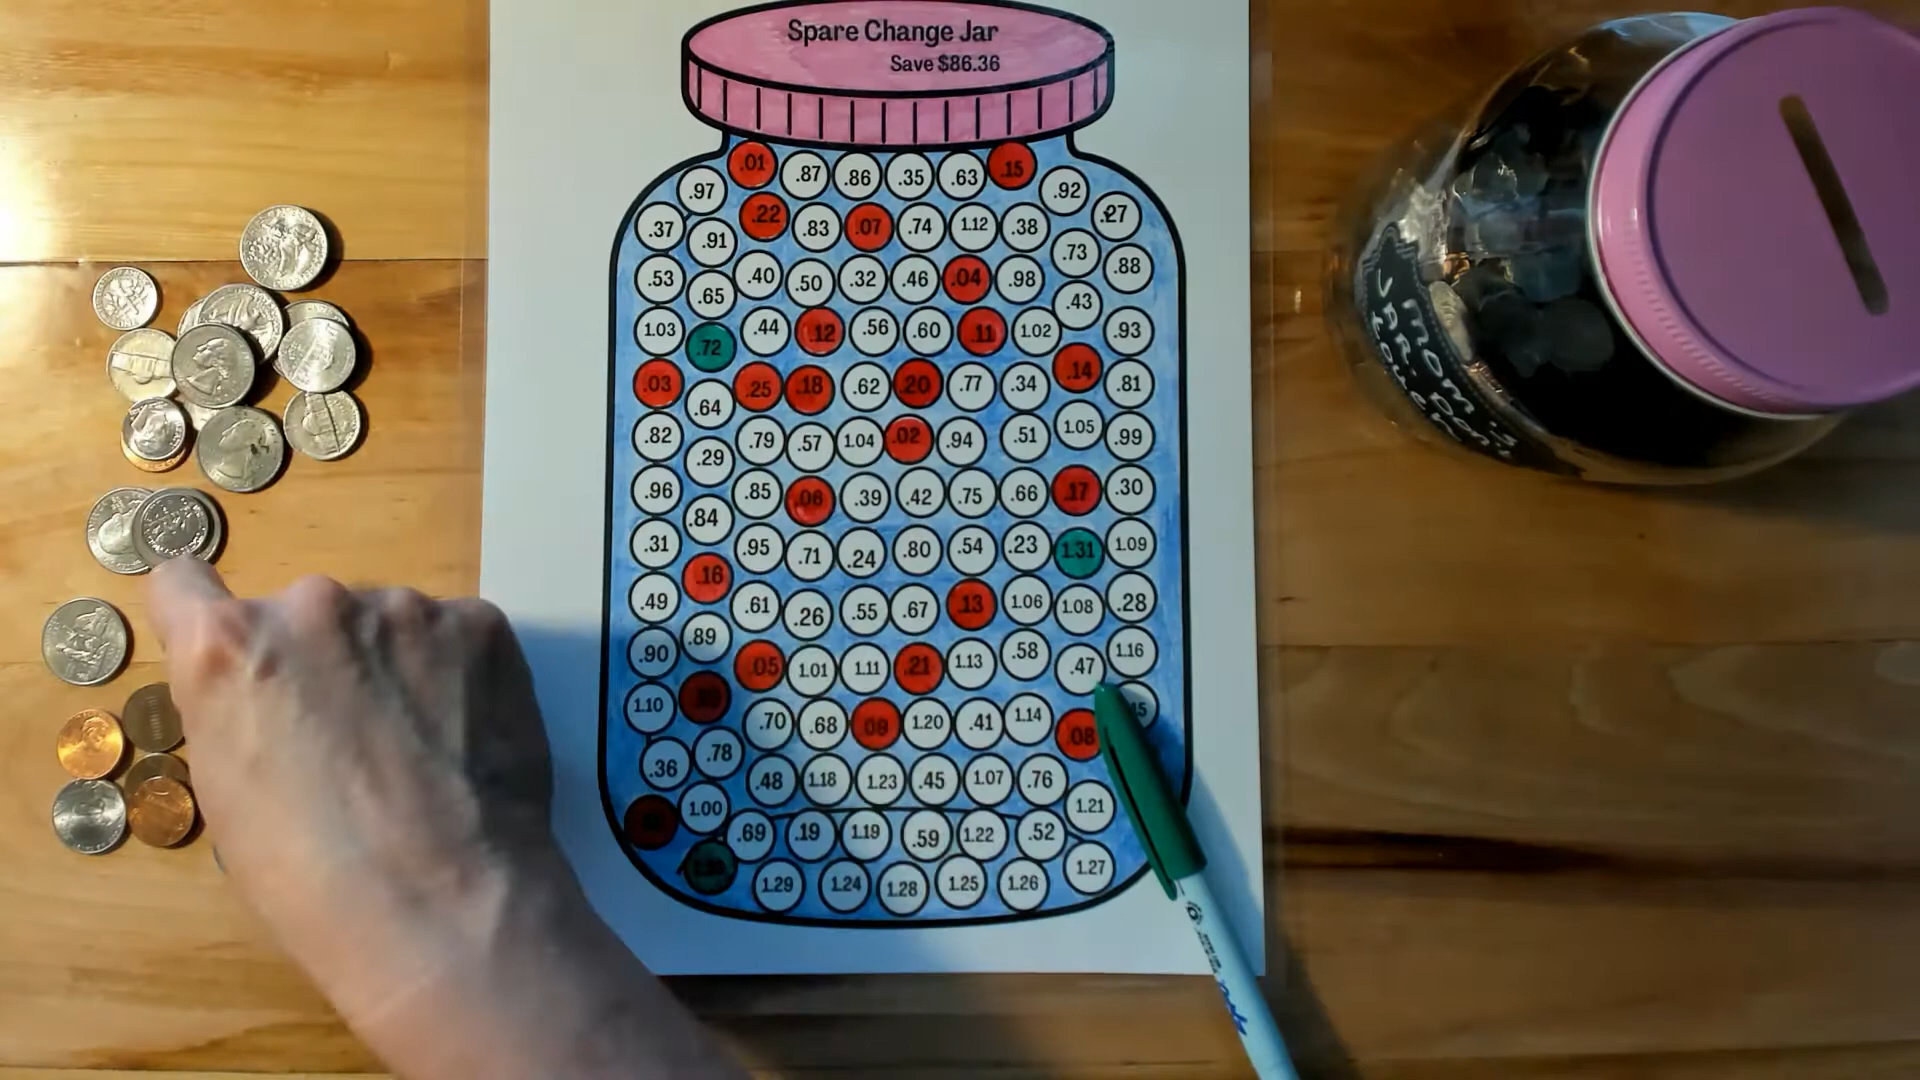 Spare Change Jar
Save $86.36
.01 .87 .86 .35 .63 .15
.97 .92
.22 .83 .07 .74 1.12 .38 .27
.37 .91 .73
.53 .40 .50 .32 .46 .04 .98 .88
.65 .43
1.03 .44 .12 .56 .60 .11 1.02 .93
.72 .14
.03 .25 .18 .62 .20 .77 .34 .81
.64 1.05
.82 .79 .57 1.04 .02 .94 .51 .99
.29
.96 .85 .06 .39 .42 .75 .66 .17 .30
.84
.31 .95 .71 .24 .80 .54 .23 1.31 1.09
.16
.49 .61 .26 .55 .67 .13 1.06 1.08 .28
.89
.90 .05 1.01 1.11 .21 1.13 .58 .47 1.16
1.10 .70 .68 .09 1.20 .41 1.14 .08
.36 .78
.48 1.18 1.23 .45 1.07 .76
1.00 1.21
.69 .19 1.19 .59 1.22 .52
1.29 1.24 1.28 1.25 1.26 1.27
mom's
JAR